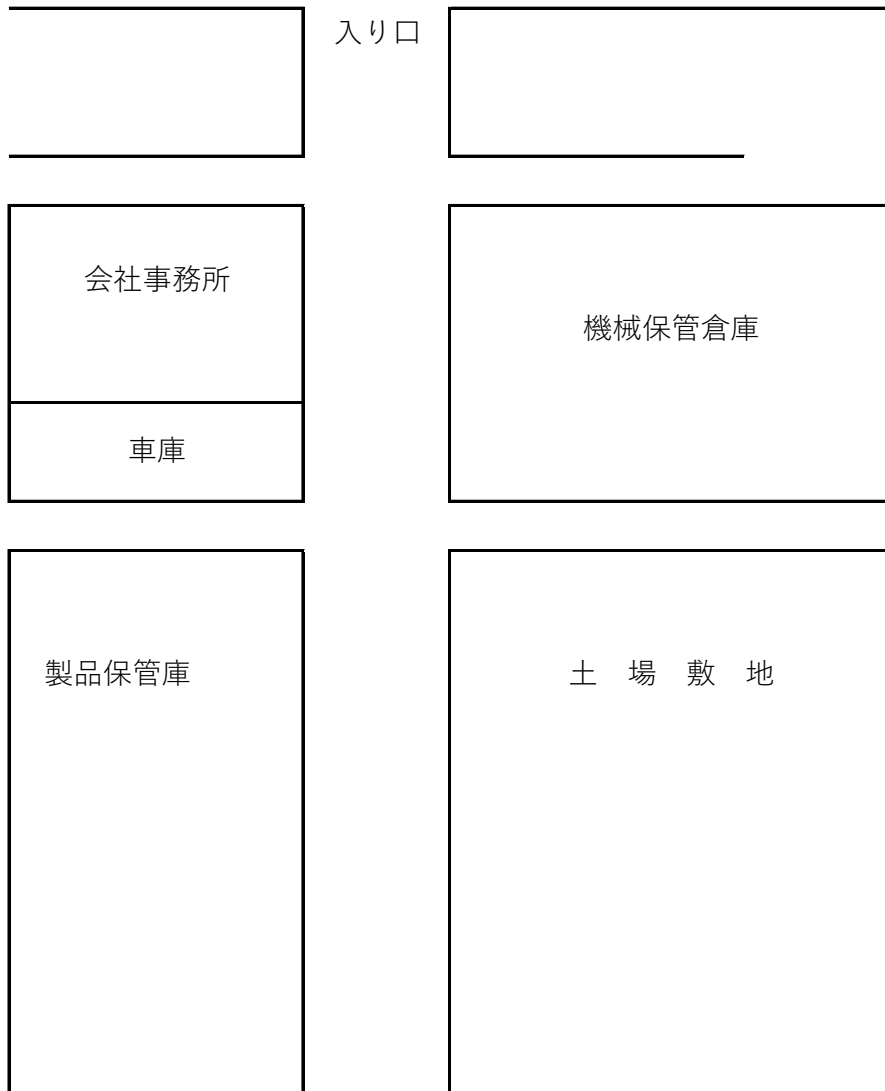 入り口
会社事務所
機械保管倉庫
車庫
製品保管庫
土　場　敷　地